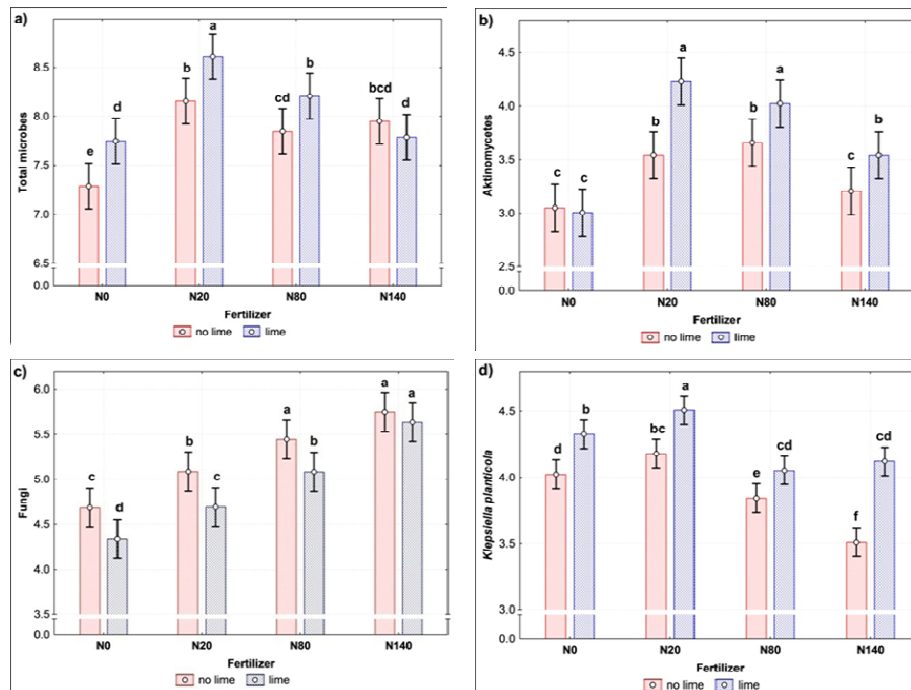 a)
Total microbes
8.5
8.0
7.5
7.0
6.5
0.0
e
d
b
a
cd
b
bcd
d
N0 N20 N80 N140
Fertilizer
no lime lime
b)
Aktinomycetes
4.5
4.0
3.5
3.0
2.5
0.0
c
c
b
a
b
a
c
b
N0 N20 N80 N140
Fertilizer
no lime lime
c)
Fungi
6.0
5.5
5.0
4.5
4.0
3.5
0.0
c
d
b
c
a
b
a
a
N0 N20 N80 N140
Fertilizer
no lime lime
d)
Klepsiella planticola
4.5
4.0
3.5
3.0
0.0
d
b
bc
a
e
cd
f
cd
N0 N20 N80 N140
Fertilizer
no lime lime